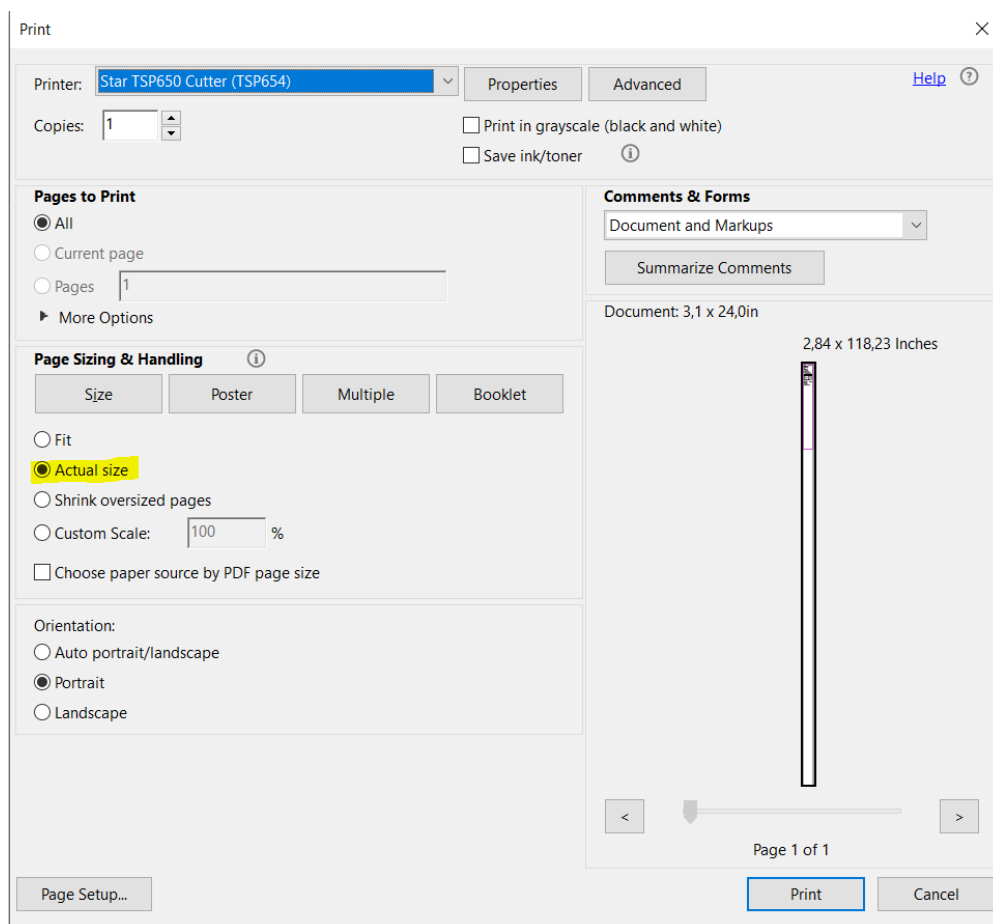 Print
Printer: Star TSP650 Cutter (TSP654) Properties Advanced Help ?
Copies: 1 Print in grayscale (black and white)
Save ink/toner
Pages to Print
All
Current page
Pages 1
More Options
Comments & Forms
Document and Markups
Summarize Comments
Page Sizing & Handling
Size Poster Multiple Booklet
Fit
Actual size
Shrink oversized pages
Custom Scale: 100 %
Choose paper source by PDF page size
Orientation:
Auto portrait/landscape
Portrait
Landscape
Document: 3,1 x 24,0in
2,84 x 118,23 Inches
< >
Page 1 of 1
Page Setup... Print Cancel